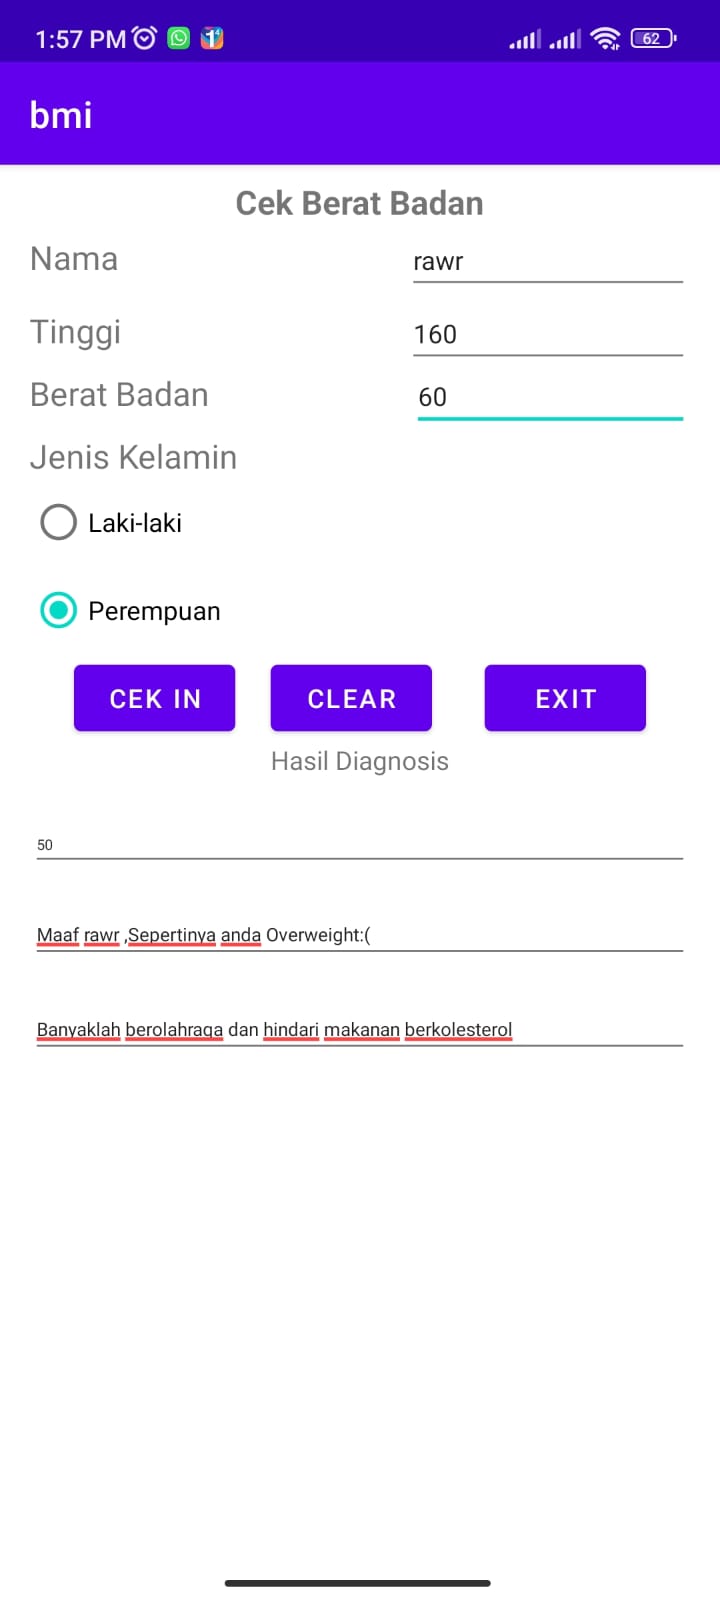 1:57 PM
62
bmi
Cek Berat Badan
Nama rawr
Tinggi 160
Berat Badan 60
Jenis Kelamin
Laki-laki
Perempuan
CEK IN CLEAR EXIT
Hasil Diagnosis
50
Maaf rawr ,Sepertinya anda Overweight:(
Banyaklah berolahraga dan hindari makanan berkolesterol